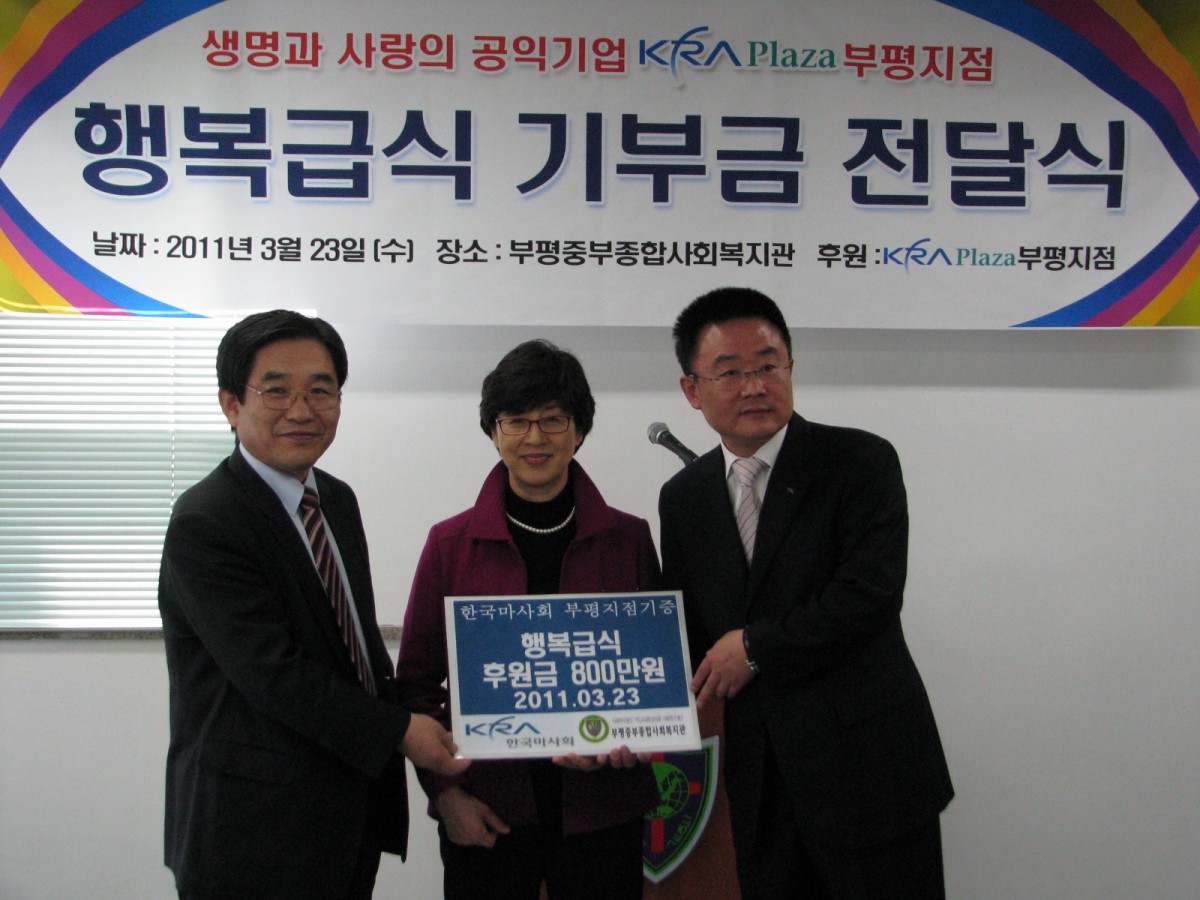 생명과 사랑의 공익기업 KRA Plaza 부평지점
행복급식 기부금 전달식
날짜 : 2011년 3월 23일 (수) 장소 : 부평중부종합사회복지관 후원 : KRA Plaza 부평지점
한국마사회 부평지점기증
행복급식
후원금 800만원
2011.03.23
KRA
한국마사회
부평중부종합사회복지관